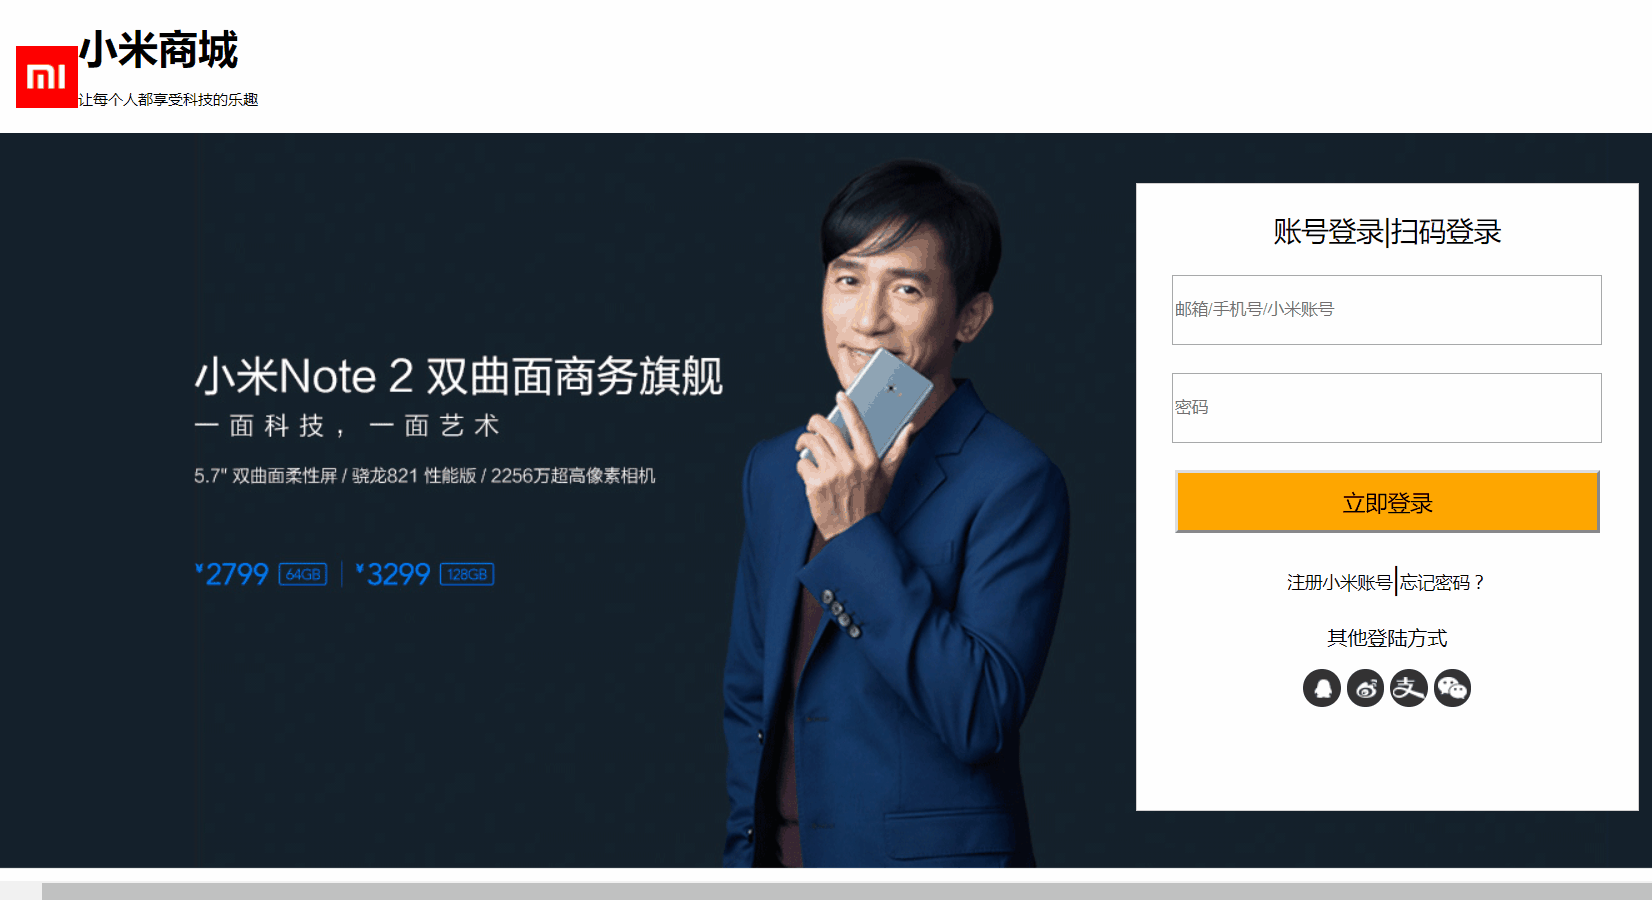 小米商城
让每个人都享受科技的乐趣
账号登录|扫码登录
邮箱/手机号/小米账号
密码
立即登录
注册小米账号|忘记密码？
其他登陆方式
支
小米Note 2 双曲面商务旗舰
一面科技，一面艺术
5.7" 双曲面柔性屏 / 骁龙821 性能版 / 2256万超高像素相机
¥2799 64GB | ¥3299 128GB